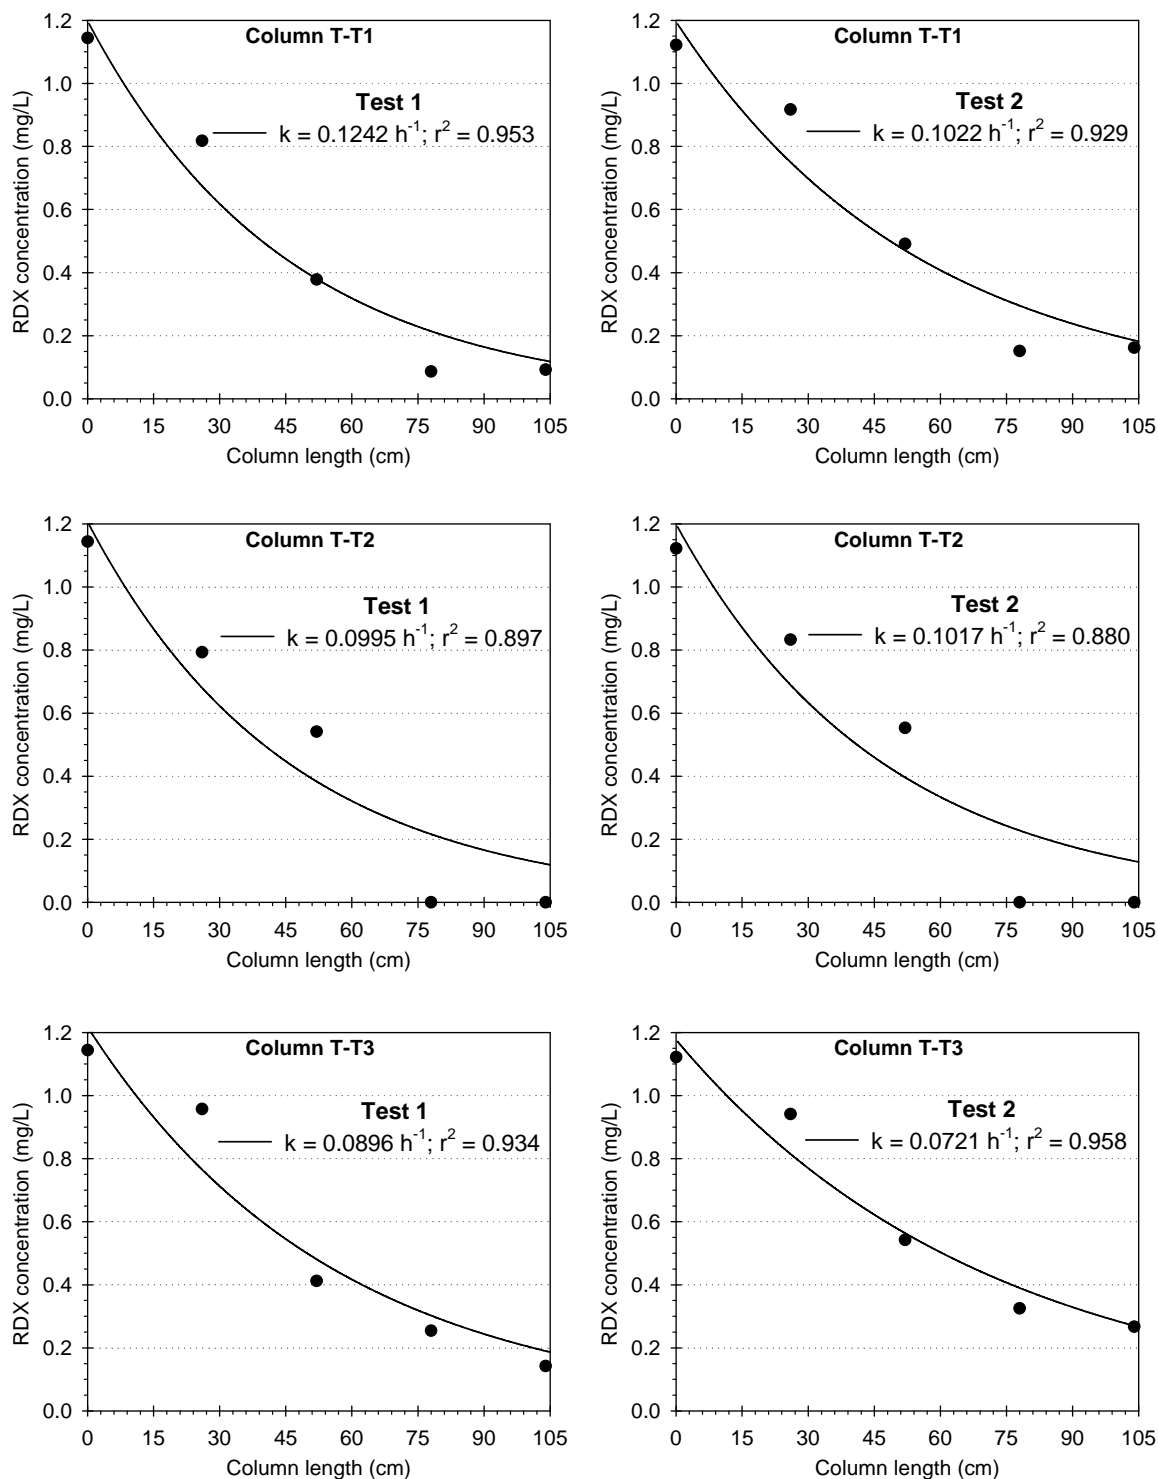 Column T-T1
Test 1
k = 0.1242 h⁻¹; r² = 0.953
RDX concentration (mg/L)
1.2
1.0
0.8
0.6
0.4
0.2
0.0
0 15 30 45 60 75 90 105
Column length (cm)
Column T-T1
Test 2
k = 0.1022 h⁻¹; r² = 0.929
RDX concentration (mg/L)
1.2
1.0
0.8
0.6
0.4
0.2
0.0
0 15 30 45 60 75 90 105
Column length (cm)
Column T-T2
Test 1
k = 0.0995 h⁻¹; r² = 0.897
RDX concentration (mg/L)
1.2
1.0
0.8
0.6
0.4
0.2
0.0
0 15 30 45 60 75 90 105
Column length (cm)
Column T-T2
Test 2
k = 0.1017 h⁻¹; r² = 0.880
RDX concentration (mg/L)
1.2
1.0
0.8
0.6
0.4
0.2
0.0
0 15 30 45 60 75 90 105
Column length (cm)
Column T-T3
Test 1
k = 0.0896 h⁻¹; r² = 0.934
RDX concentration (mg/L)
1.2
1.0
0.8
0.6
0.4
0.2
0.0
0 15 30 45 60 75 90 105
Column length (cm)
Column T-T3
Test 2
k = 0.0721 h⁻¹; r² = 0.958
RDX concentration (mg/L)
1.2
1.0
0.8
0.6
0.4
0.2
0.0
0 15 30 45 60 75 90 105
Column length (cm)